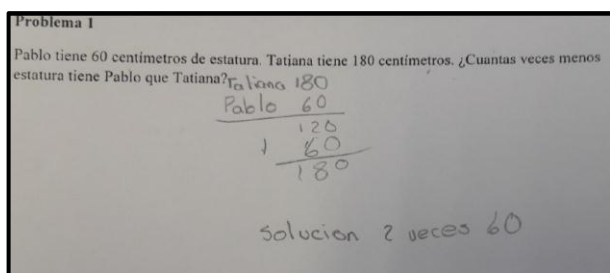 Problema 1
Pablo tiene 60 centímetros de estatura. Tatiana tiene 180 centímetros. ¿Cuantas veces menos
estatura tiene Pablo que Tatiana?
Tatiana 180
Pablo 60
120
1 60
180
solucion 2 veces 60